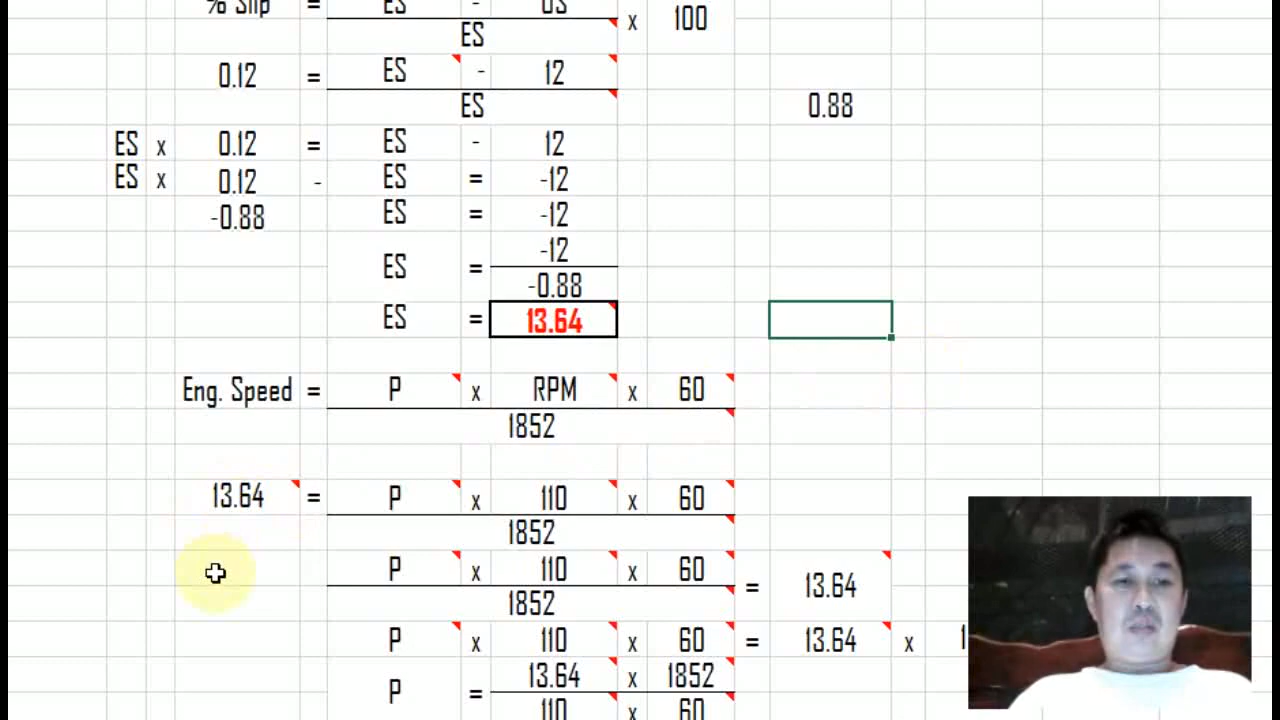 % Slip = ES - OS x 100
ES
0.12 = ES - 12
ES 0.88
ES x 0.12 = ES - 12
ES x 0.12 - ES = -12
-0.88 ES = -12
ES = -12
-0.88
ES = 13.64
Eng. Speed = P x RPM x 60
1852
13.64 = P x 110 x 60
1852
P x 110 x 60 = 13.64
1852
P x 110 x 60 = 13.64 x 1
P = 13.64 x 1852
110 x 60